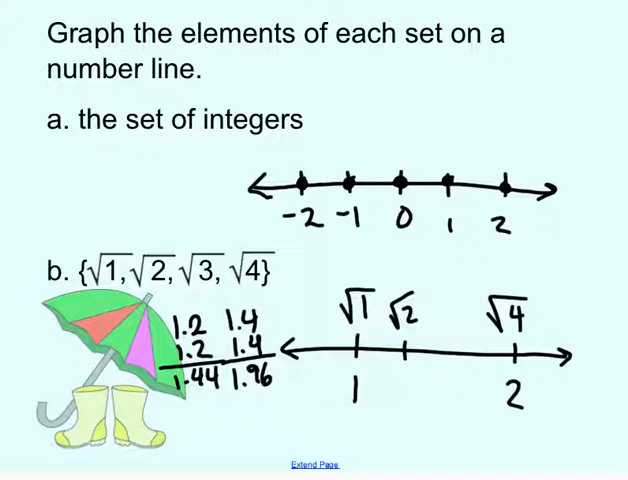 Graph the elements of each set on a
number line.
a. the set of integers
-2 -1 0 1 2
b. {√1, √2, √3, √4}
√1 √2 √4
1.2 1.4
1.2 1.4
1.44 1.96
1 2
Extend Page